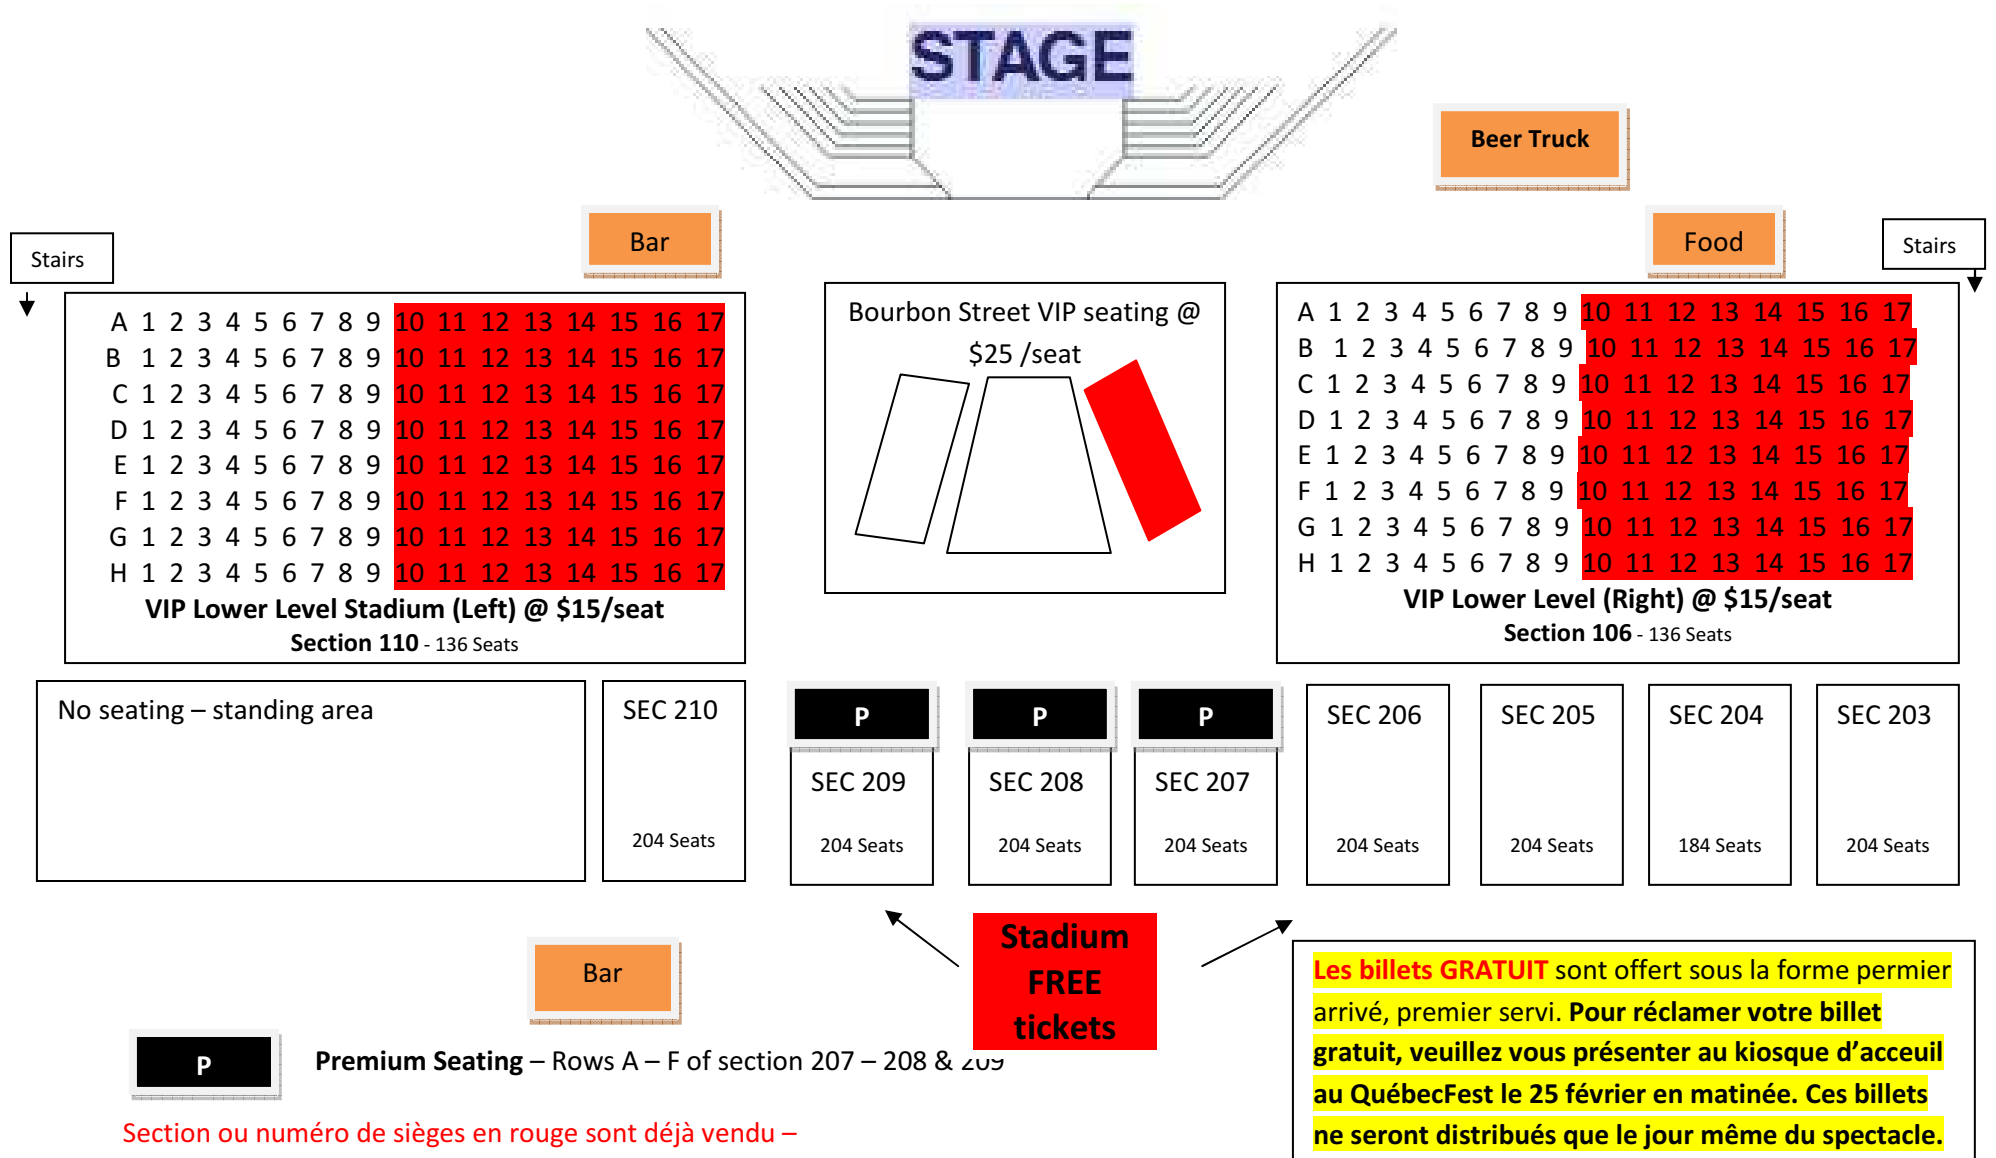 STAGE
Beer Truck
Bar
Food
Stairs
Stairs
A 1 2 3 4 5 6 7 8 9 10 11 12 13 14 15 16 17
B 1 2 3 4 5 6 7 8 9 10 11 12 13 14 15 16 17
C 1 2 3 4 5 6 7 8 9 10 11 12 13 14 15 16 17
D 1 2 3 4 5 6 7 8 9 10 11 12 13 14 15 16 17
E 1 2 3 4 5 6 7 8 9 10 11 12 13 14 15 16 17
F 1 2 3 4 5 6 7 8 9 10 11 12 13 14 15 16 17
G 1 2 3 4 5 6 7 8 9 10 11 12 13 14 15 16 17
H 1 2 3 4 5 6 7 8 9 10 11 12 13 14 15 16 17
VIP Lower Level Stadium (Left) @ $15/seat
Section 110 - 136 Seats
Bourbon Street VIP seating @
$25 /seat
A 1 2 3 4 5 6 7 8 9 10 11 12 13 14 15 16 17
B 1 2 3 4 5 6 7 8 9 10 11 12 13 14 15 16 17
C 1 2 3 4 5 6 7 8 9 10 11 12 13 14 15 16 17
D 1 2 3 4 5 6 7 8 9 10 11 12 13 14 15 16 17
E 1 2 3 4 5 6 7 8 9 10 11 12 13 14 15 16 17
F 1 2 3 4 5 6 7 8 9 10 11 12 13 14 15 16 17
G 1 2 3 4 5 6 7 8 9 10 11 12 13 14 15 16 17
H 1 2 3 4 5 6 7 8 9 10 11 12 13 14 15 16 17
VIP Lower Level (Right) @ $15/seat
Section 106 - 136 Seats
No seating – standing area
SEC 210
204 Seats
P
SEC 209
204 Seats
P
SEC 208
204 Seats
P
SEC 207
204 Seats
SEC 206
204 Seats
SEC 205
204 Seats
SEC 204
184 Seats
SEC 203
204 Seats
Bar
Stadium
FREE
tickets
P
Premium Seating – Rows A – F of section 207 – 208 & 209
Section ou numéro de sièges en rouge sont déjà vendu –
Les billets GRATUIT sont offert sous la forme permier
arrivé, premier servi. Pour réclamer votre billet
gratuit, veuillez vous présenter au kiosque d’acceuil
au QuébecFest le 25 février en matinée. Ces billets
ne seront distribués que le jour même du spectacle.